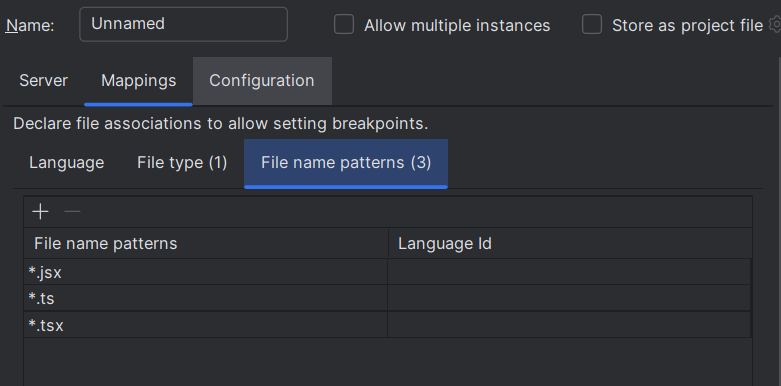 Name: Unnamed Allow multiple instances Store as project file
Server Mappings Configuration
Declare file associations to allow setting breakpoints.
Language File type (1) File name patterns (3)
File name patterns Language Id
*.jsx
*.ts
*.tsx